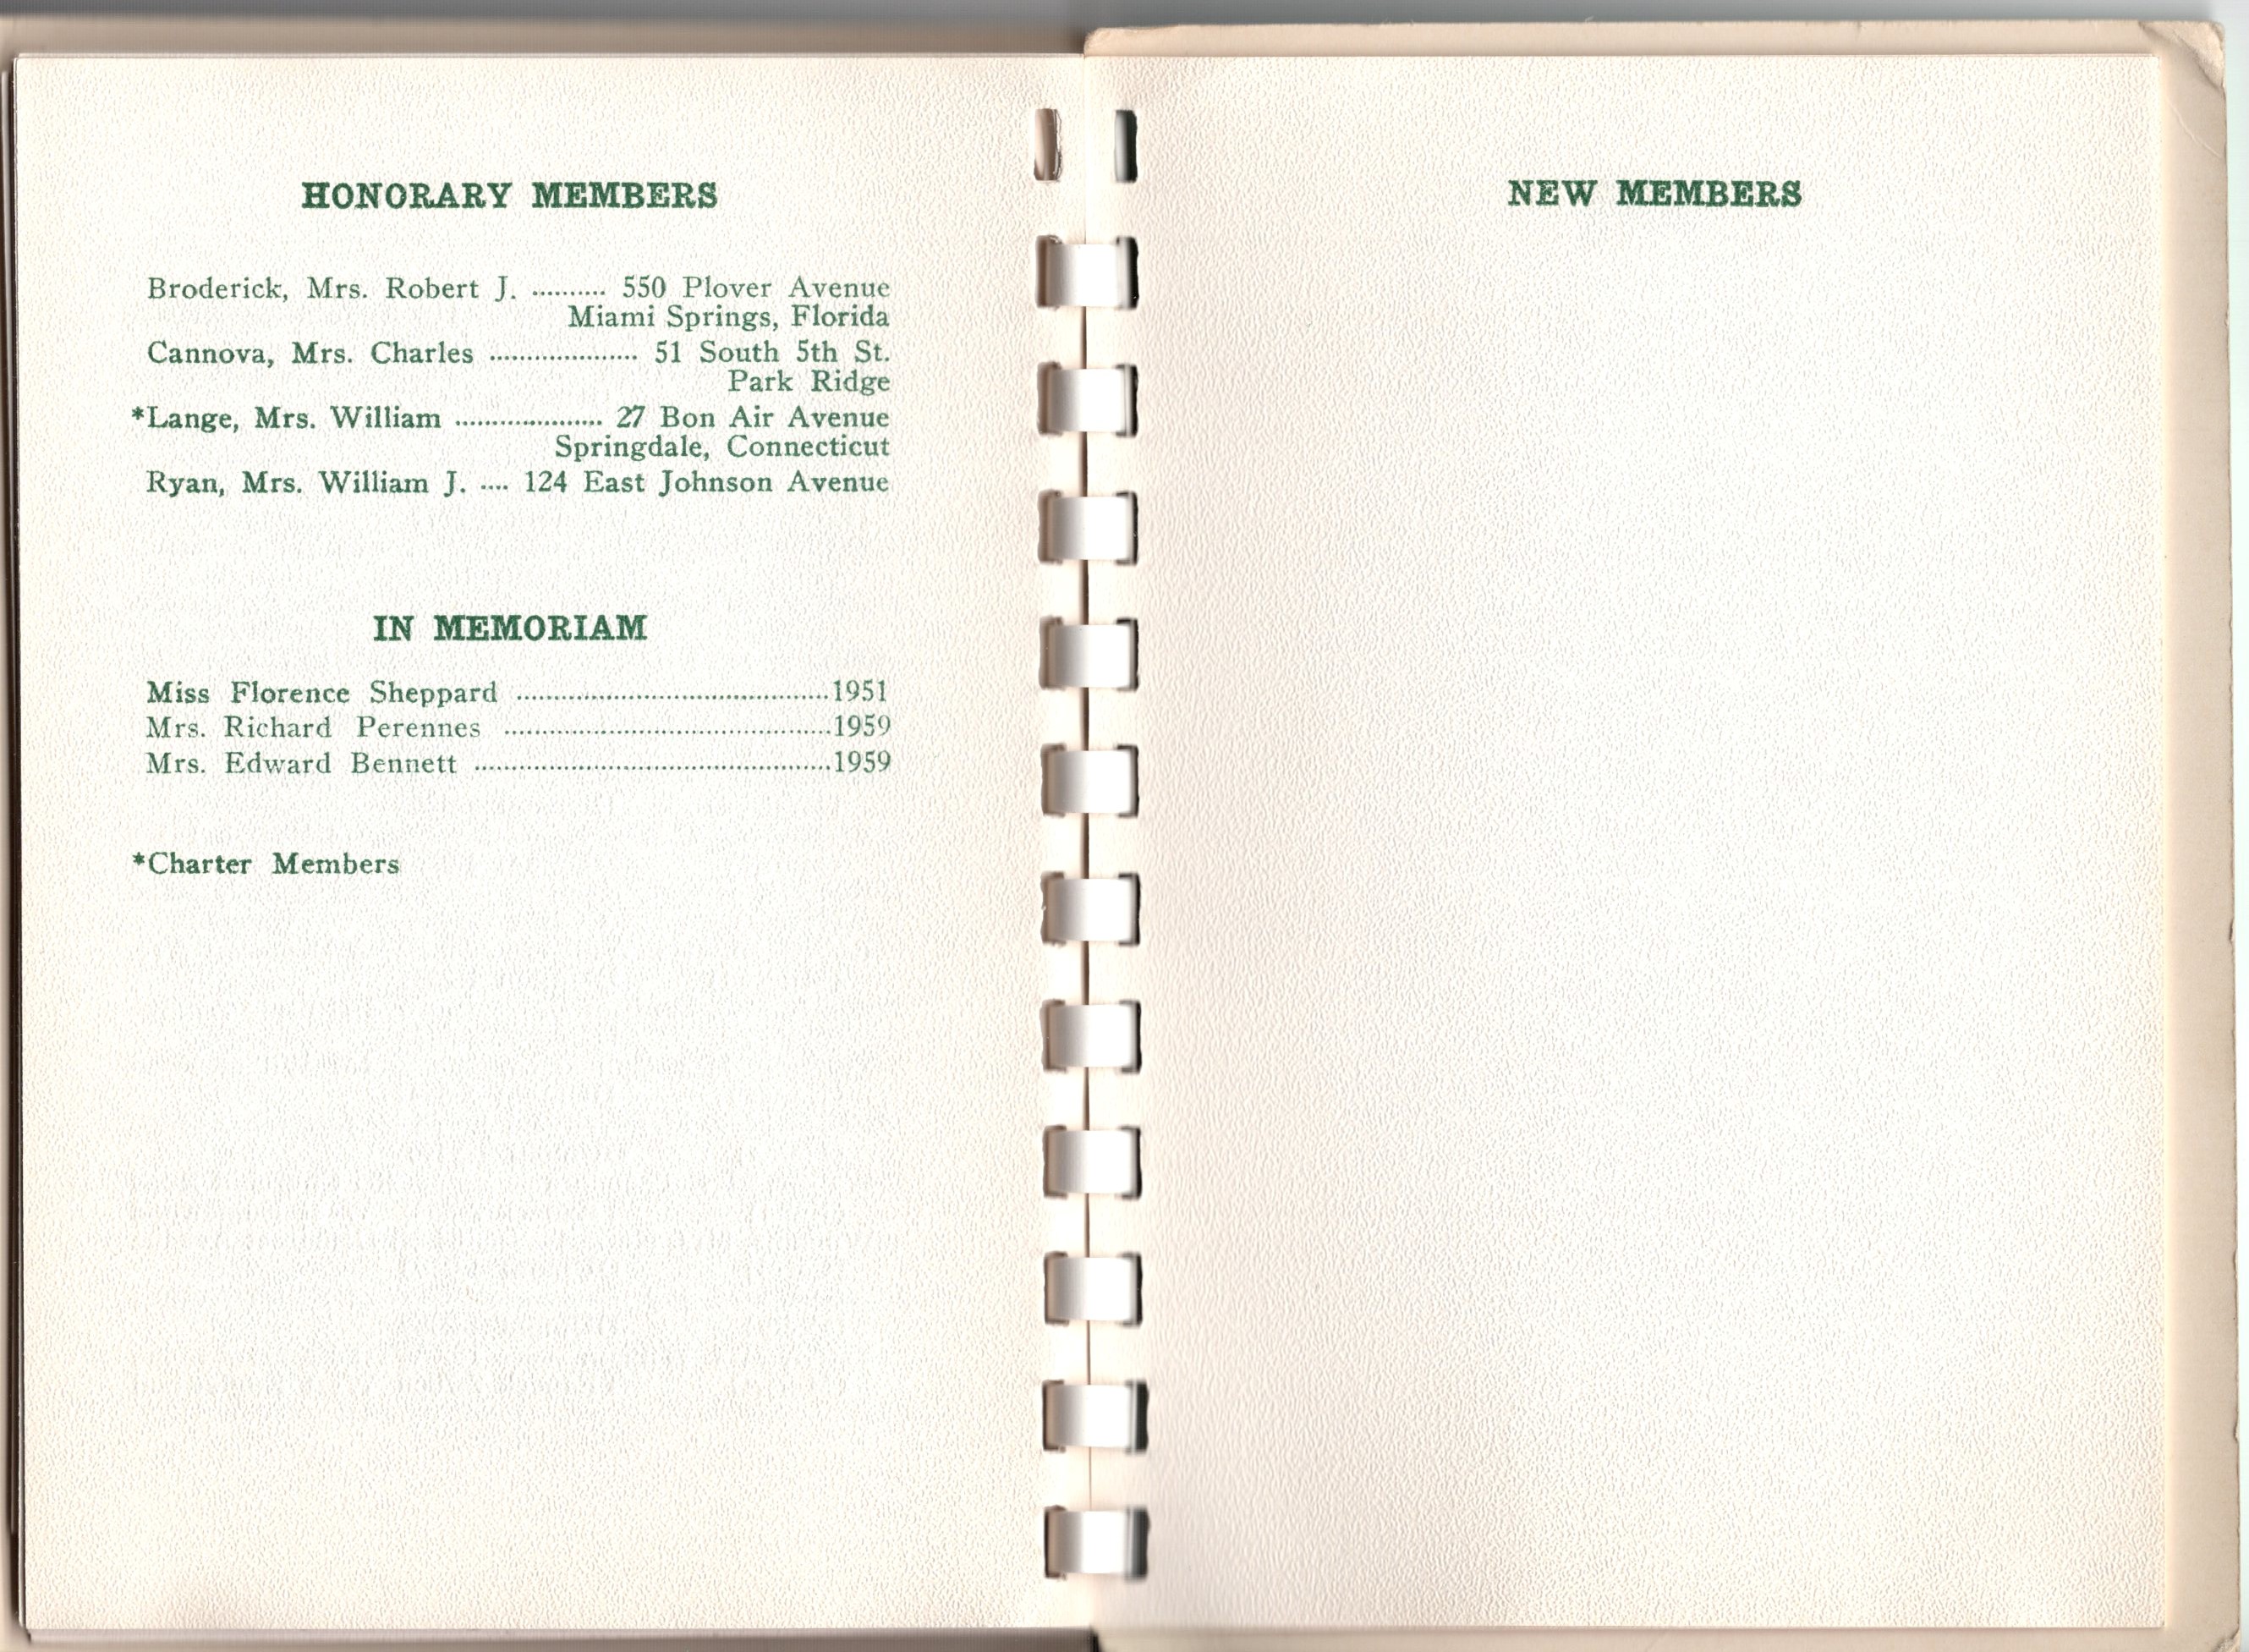 HONORARY MEMBERS
Broderick, Mrs. Robert J. .......... 550 Plover Avenue
Miami Springs, Florida
Cannova, Mrs. Charles .................... 51 South 5th St.
Park Ridge
*Lange, Mrs. William .................... 27 Bon Air Avenue
Springdale, Connecticut
Ryan, Mrs. William J. .... 124 East Johnson Avenue
IN MEMORIAM
Miss Florence Sheppard ..........................................1951
Mrs. Richard Perennes ............................................1959
Mrs. Edward Bennett ................................................1959
*Charter Members
NEW MEMBERS